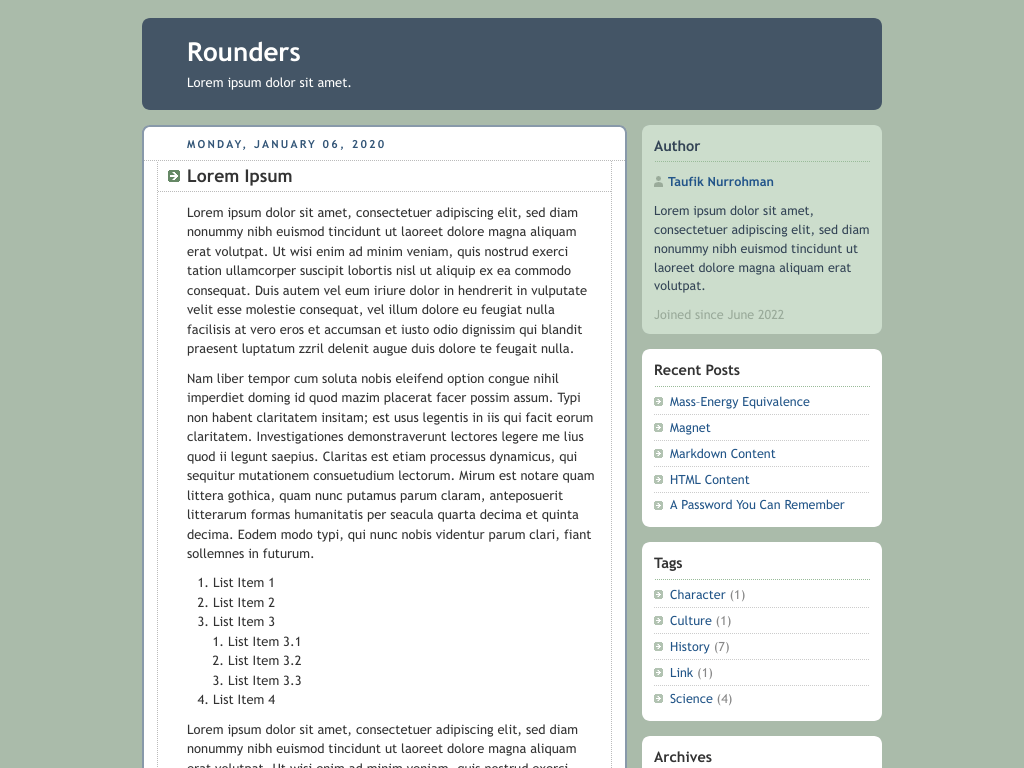 Rounders
Lorem ipsum dolor sit amet.
MONDAY, JANUARY 06, 2020
Lorem Ipsum
Lorem ipsum dolor sit amet, consectetuer adipiscing elit, sed diam
nonummy nibh euismod tincidunt ut laoreet dolore magna aliquam
erat volutpat. Ut wisi enim ad minim veniam, quis nostrud exerci
tation ullamcorper suscipit lobortis nisl ut aliquip ex ea commodo
consequat. Duis autem vel eum iriure dolor in hendrerit in vulputate
velit esse molestie consequat, vel illum dolore eu feugiat nulla
facilisis at vero eros et accumsan et iusto odio dignissim qui blandit
praesent luptatum zzril delenit augue duis dolore te feugait nulla.
Nam liber tempor cum soluta nobis eleifend option congue nihil
imperdiet doming id quod mazim placerat facer possim assum. Typi
non habent claritatem insitam; est usus legentis in iis qui facit eorum
claritatem. Investigationes demonstraverunt lectores legere me lius
quod ii legunt saepius. Claritas est etiam processus dynamicus, qui
sequitur mutationem consuetudium lectorum. Mirum est notare quam
littera gothica, quam nunc putamus parum claram, anteposuerit
litterarum formas humanitatis per seacula quarta decima et quinta
decima. Eodem modo typi, qui nunc nobis videntur parum clari, fiant
sollemnes in futurum.
1. List Item 1
2. List Item 2
3. List Item 3
1. List Item 3.1
2. List Item 3.2
3. List Item 3.3
4. List Item 4
Lorem ipsum dolor sit amet, consectetuer adipiscing elit, sed diam
nonummy nibh euismod tincidunt ut laoreet dolore magna aliquam
erat volutpat. Ut wisi enim ad minim veniam, quis nostrud exerci
Author
Taufik Nurrohman
Lorem ipsum dolor sit amet,
consectetuer adipiscing elit, sed diam
nonummy nibh euismod tincidunt ut
laoreet dolore magna aliquam erat
volutpat.
Joined since June 2022
Recent Posts
Mass-Energy Equivalence
Magnet
Markdown Content
HTML Content
A Password You Can Remember
Tags
Character (1)
Culture (1)
History (7)
Link (1)
Science (4)
Archives